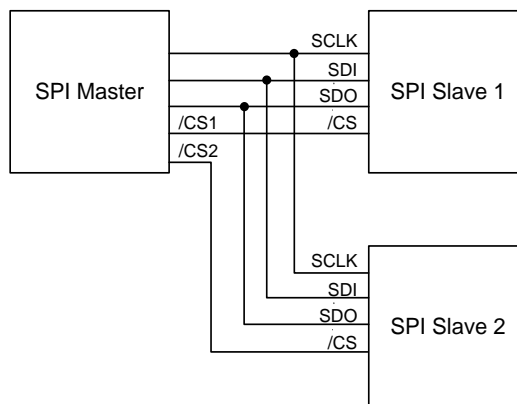 SCLK
SDI
SPI Master
SDO
SPI Slave 1
/CS1
/CS
/CS2
SCLK
SDI
SDO
SPI Slave 2
/CS